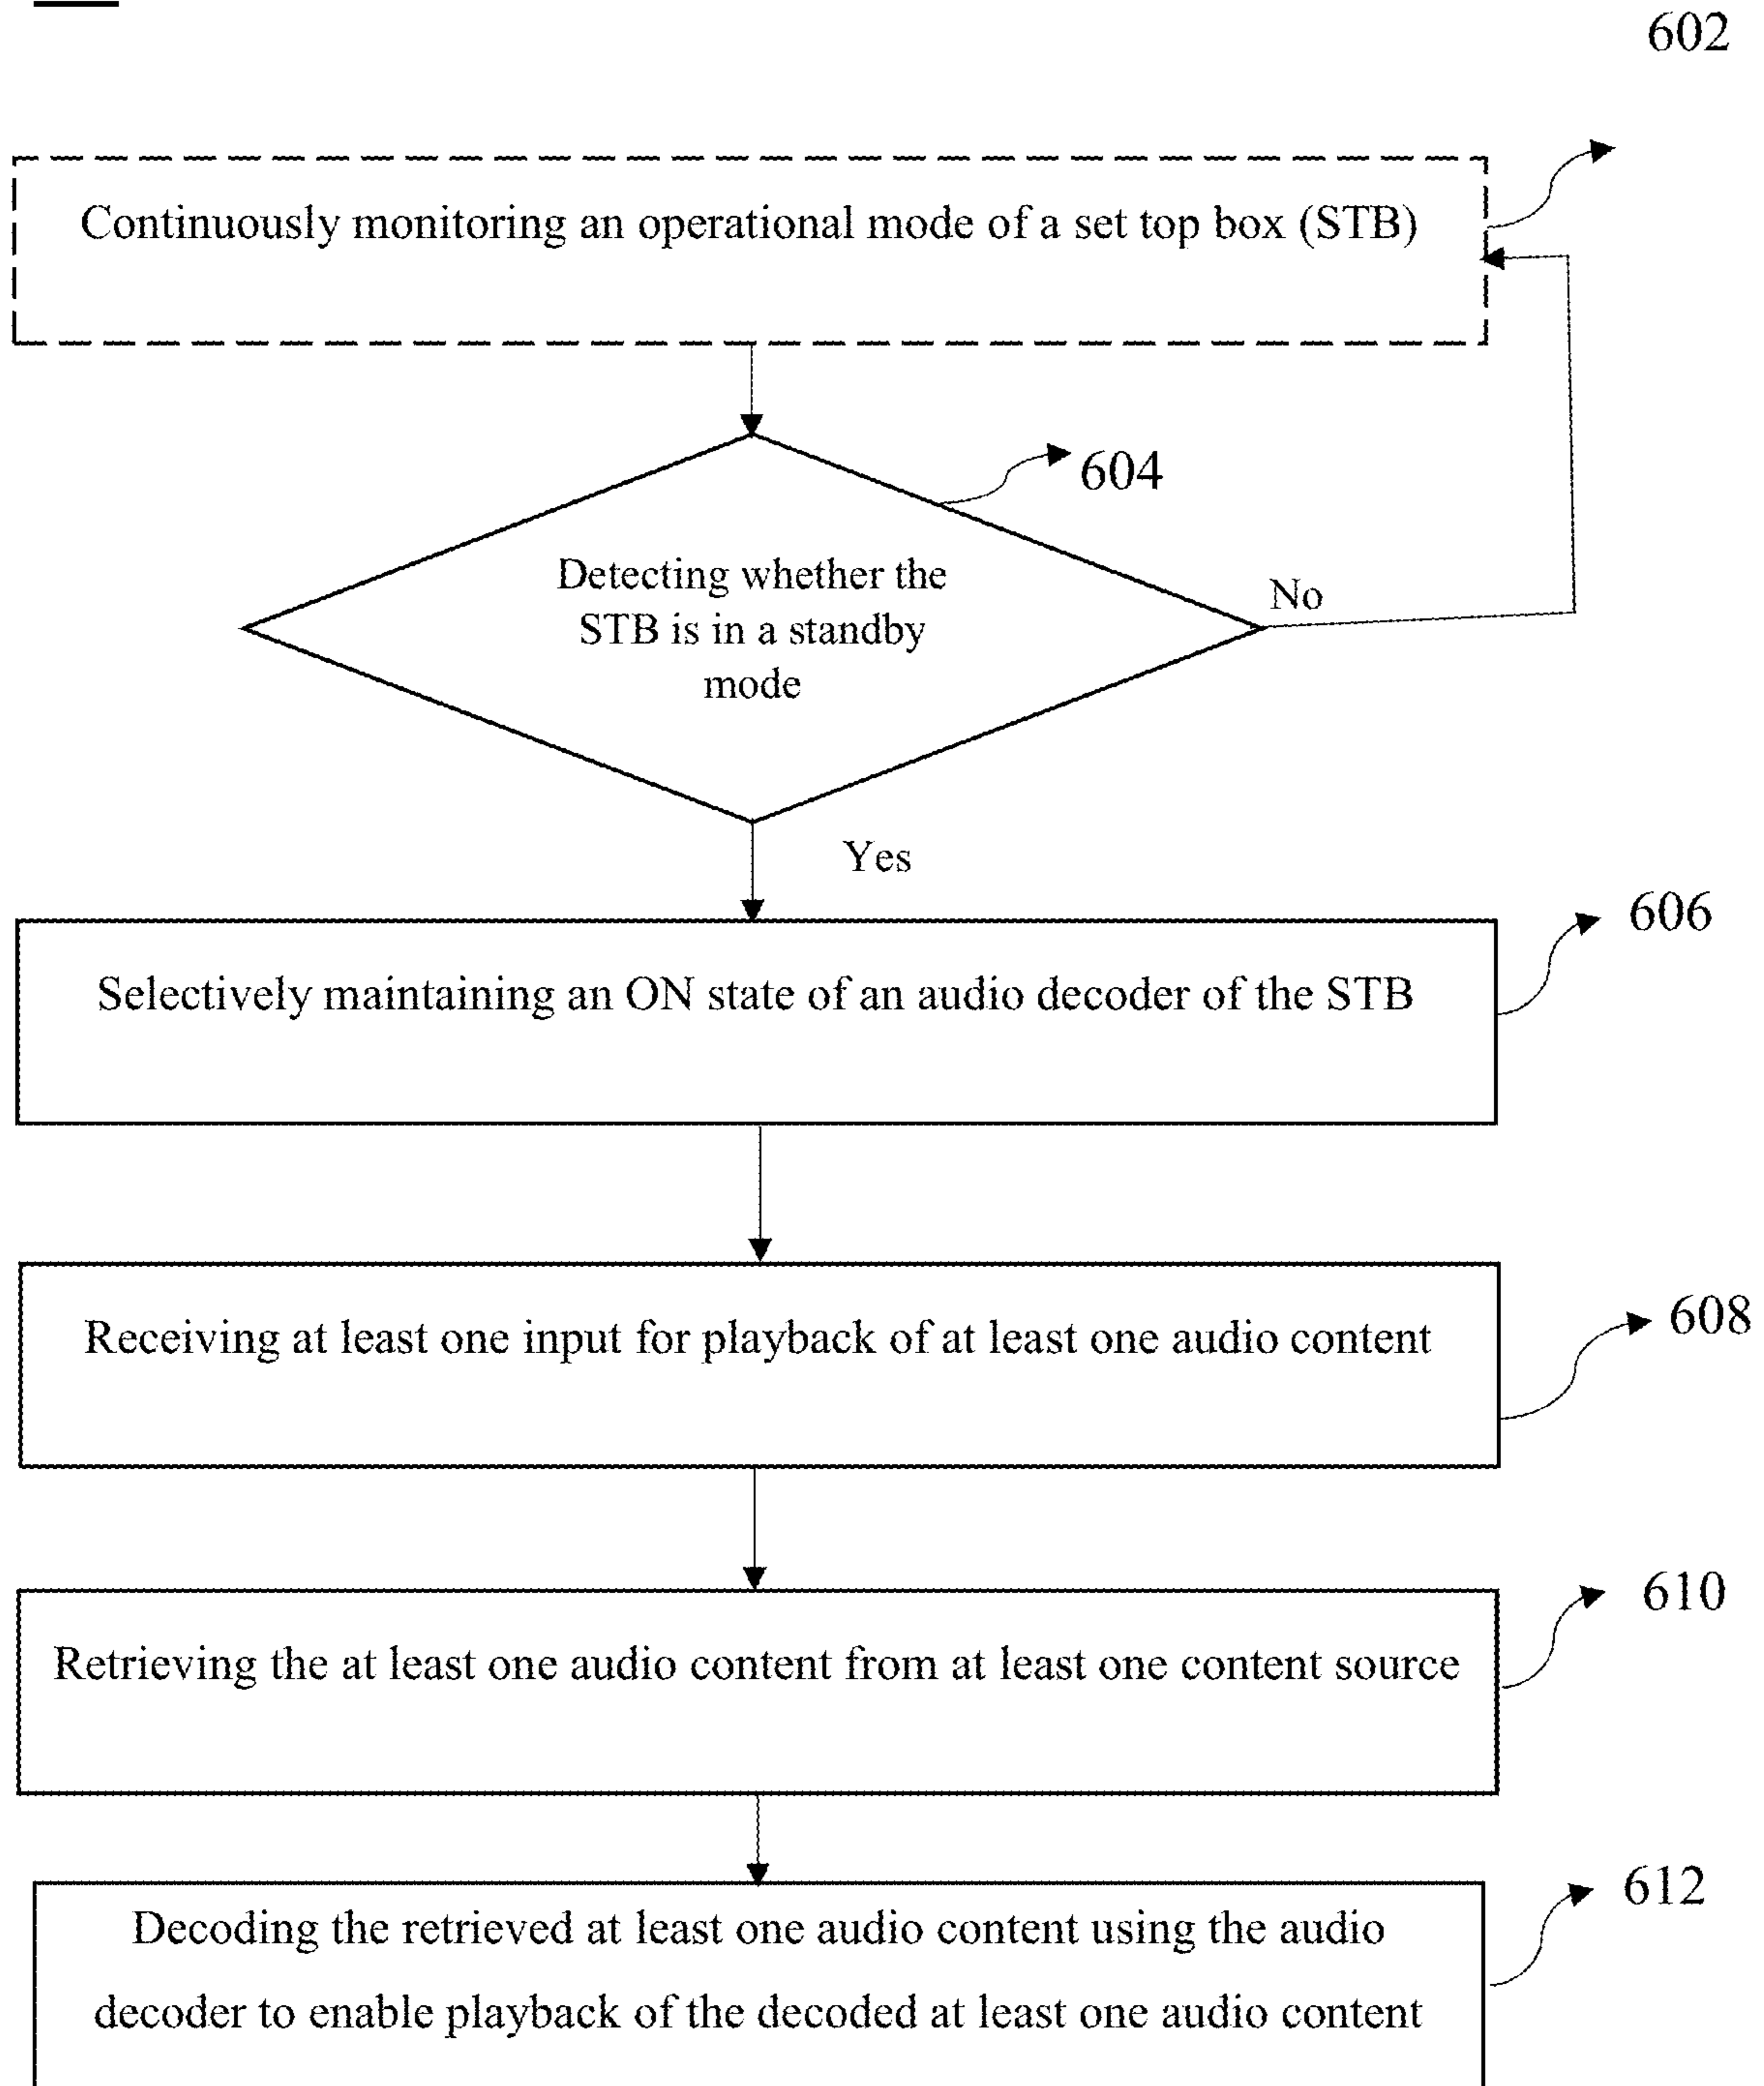 602
Continuously monitoring an operational mode of a set top box (STB)
604
Detecting whether the
STB is in a standby
mode
No
Yes
606
Selectively maintaining an ON state of an audio decoder of the STB
608
Receiving at least one input for playback of at least one audio content
610
Retrieving the at least one audio content from at least one content source
612
Decoding the retrieved at least one audio content using the audio
decoder to enable playback of the decoded at least one audio content